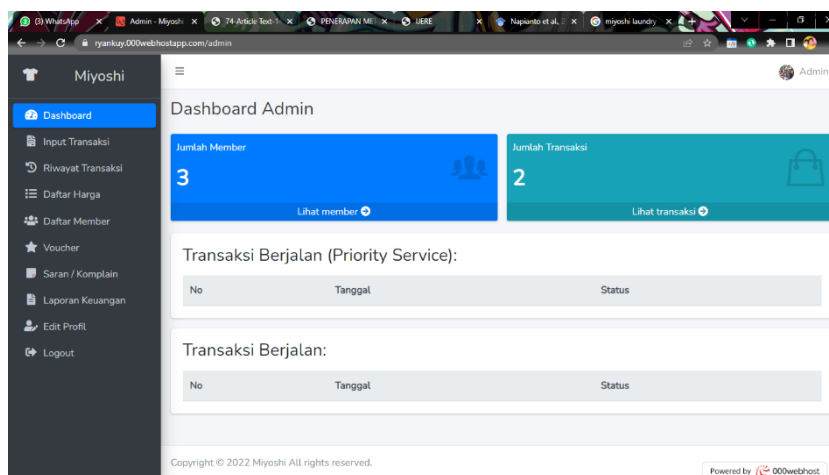 (3) WhatsApp
Admin - Miyoshi
74-Article Text-1
PENERAPAN ME
IJERE
Napianto et al, 2
miyoshi laundry
ryankuy.000webhostapp.com/admin
Miyoshi
Admin
Dashboard
Input Transaksi
Riwayat Transaksi
Daftar Harga
Daftar Member
Voucher
Saran / Komplain
Laporan Keuangan
Edit Profil
Logout
Dashboard Admin
Jumlah Member
3
Lihat member
Jumlah Transaksi
2
Lihat transaksi
Transaksi Berjalan (Priority Service):
No Tanggal Status
Transaksi Berjalan:
No Tanggal Status
Copyright © 2022 Miyoshi All rights reserved.
Powered by 000webhost